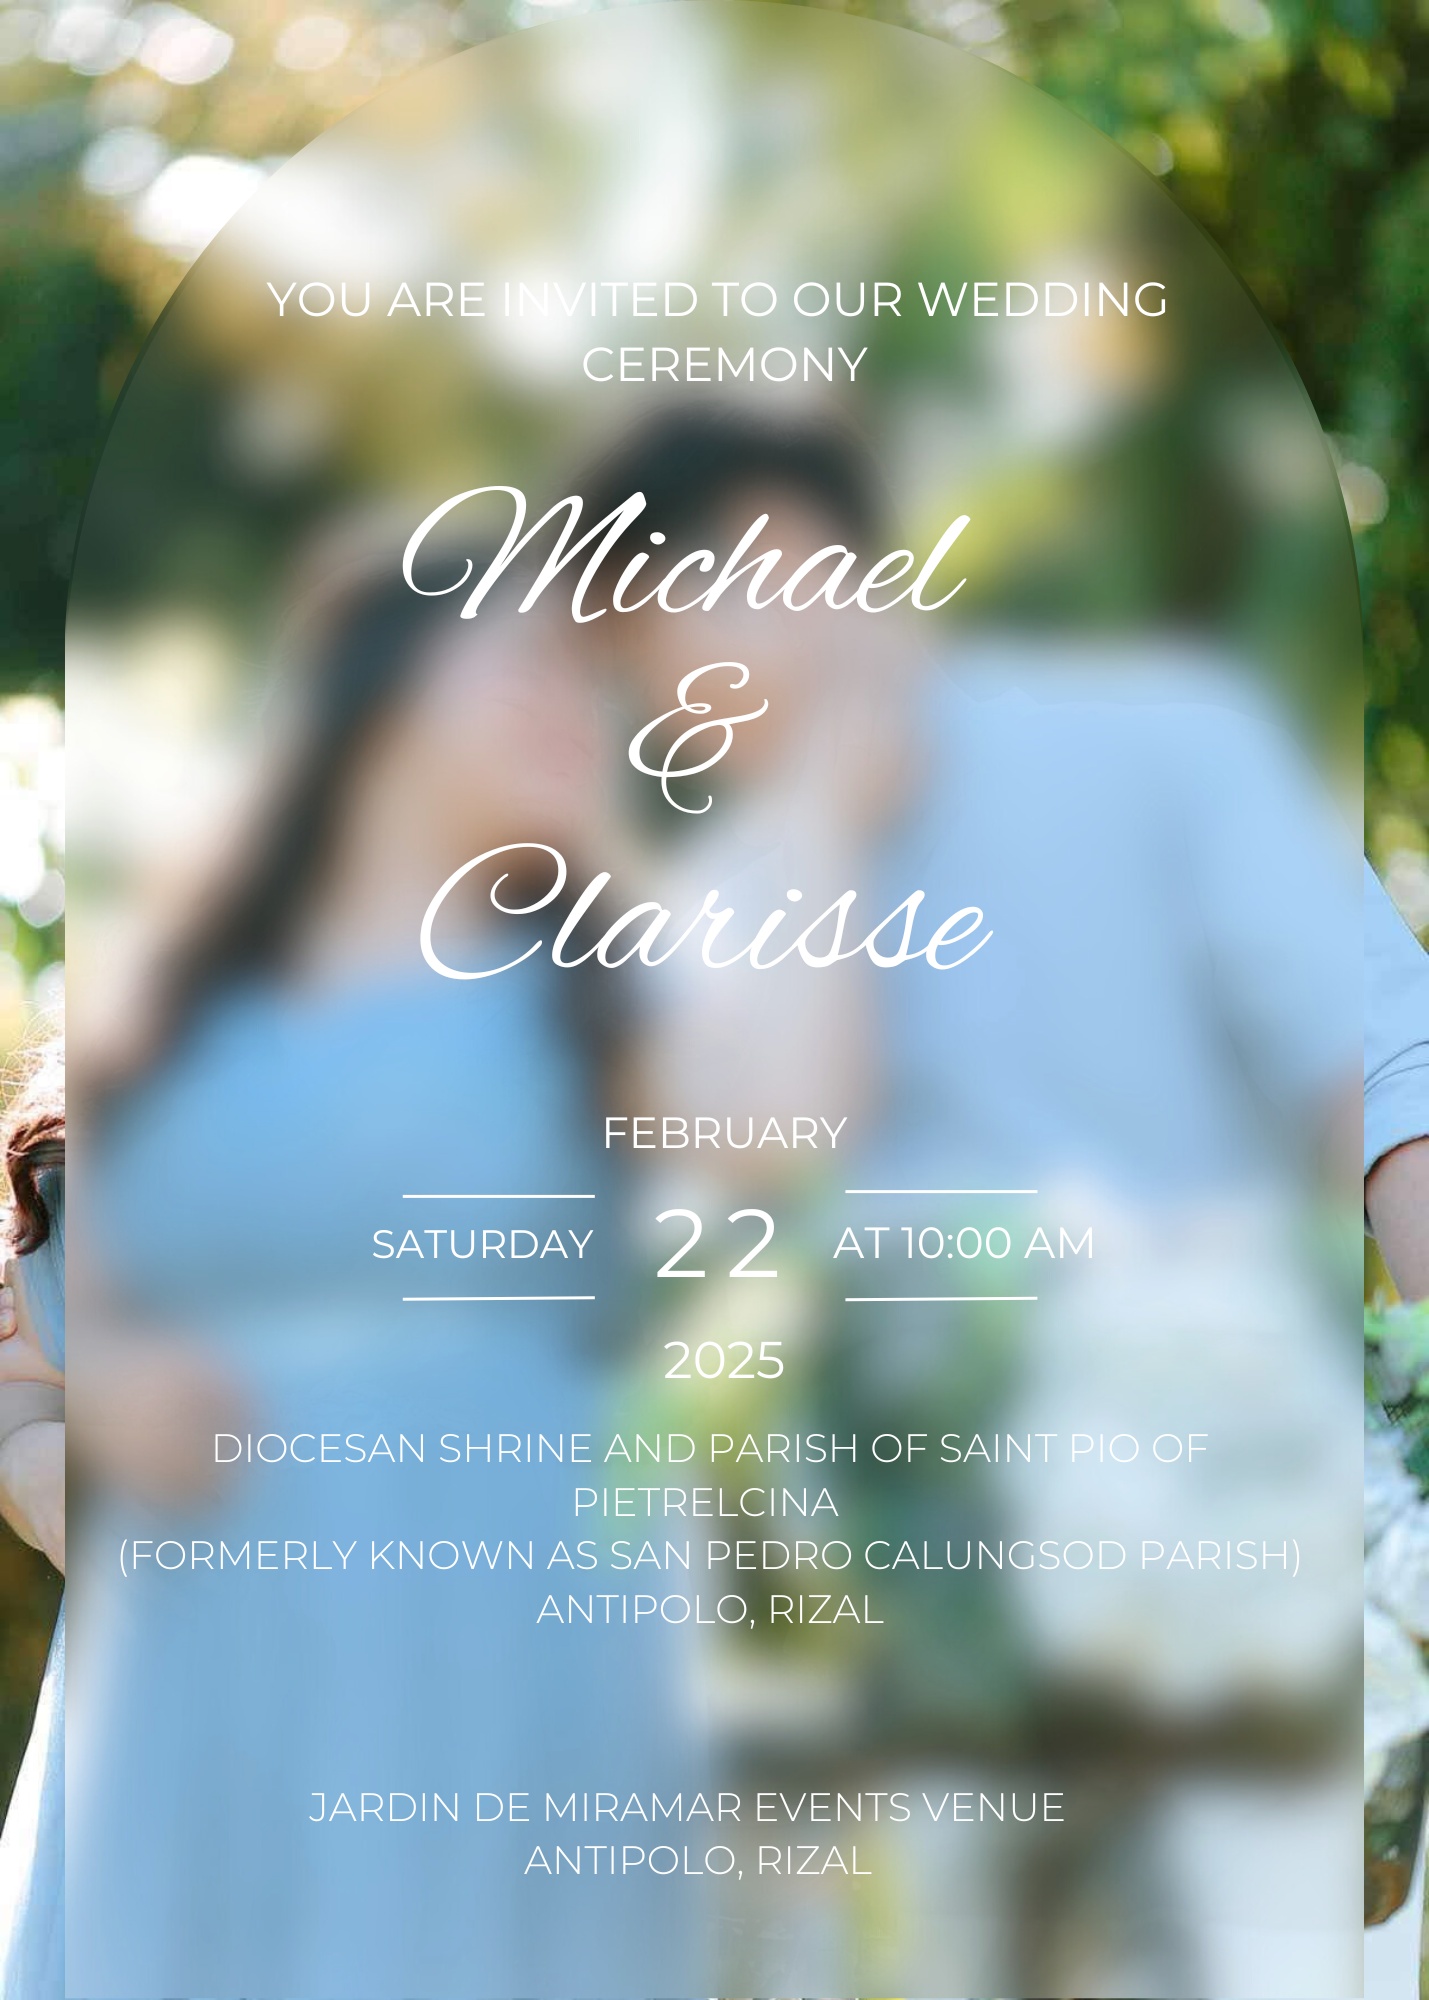 YOU ARE INVITED TO OUR WEDDING
CEREMONY
Michael
&
Clarisse
FEBRUARY
SATURDAY 22 AT 10:00 AM
2025
DIOCESAN SHRINE AND PARISH OF SAINT PIO OF
PIETRELCINA
(FORMERLY KNOWN AS SAN PEDRO CALUNGSOD PARISH)
ANTIPOLO, RIZAL
JARDIN DE MIRAMAR EVENTS VENUE
ANTIPOLO, RIZAL